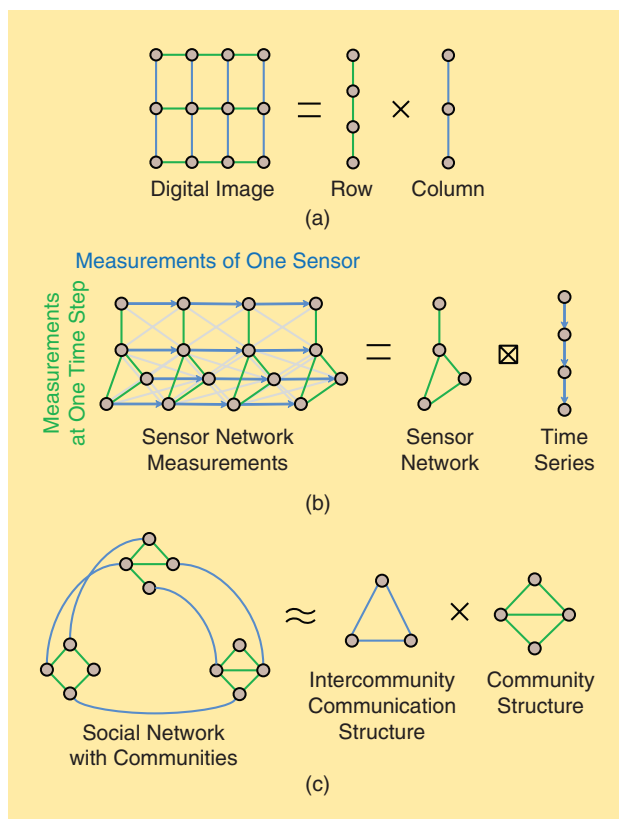 Digital Image
Row
Column
(a)
Measurements of One Sensor
Measurements
at One Time Step
Sensor Network
Measurements
Sensor
Network
Time
Series
(b)
Social Network
with Communities
Intercommunity
Communication
Structure
Community
Structure
(c)